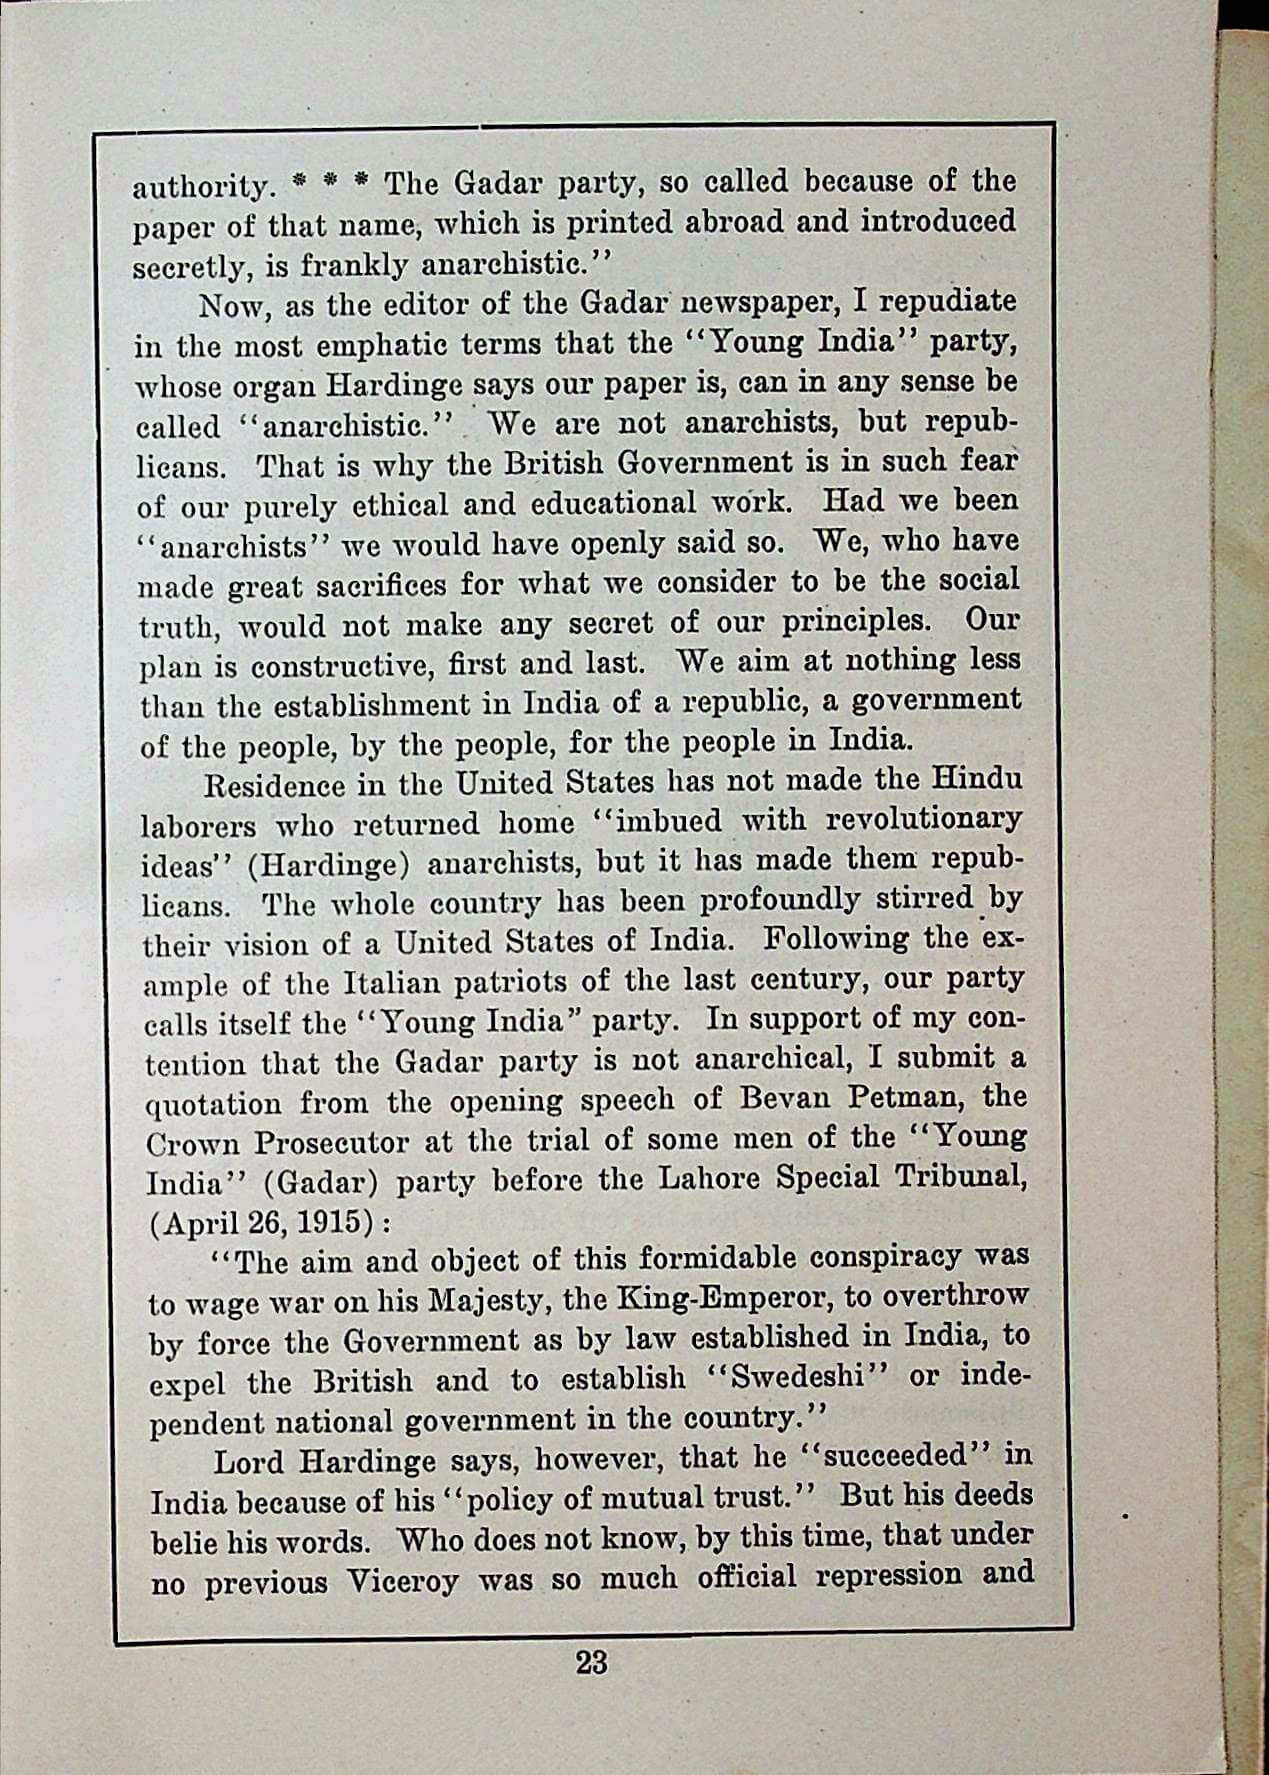 authority. * * * The Gadar party, so called because of the
paper of that name, which is printed abroad and introduced
secretly, is frankly anarchistic.’’
Now, as the editor of the Gadar newspaper, I repudiate
in the most emphatic terms that the ‘‘Young India’’ party,
whose organ Hardinge says our paper is, can in any sense be
called ‘‘anarchistic.’’ We are not anarchists, but repub-
licans. That is why the British Government is in such fear
of our purely ethical and educational work. Had we been
‘‘anarchists’’ we would have openly said so. We, who have
made great sacrifices for what we consider to be the social
truth, would not make any secret of our principles. Our
plan is constructive, first and last. We aim at nothing less
than the establishment in India of a republic, a government
of the people, by the people, for the people in India.
Residence in the United States has not made the Hindu
laborers who returned home ‘‘imbued with revolutionary
ideas’’ (Hardinge) anarchists, but it has made them repub-
licans. The whole country has been profoundly stirred by
their vision of a United States of India. Following the ex-
ample of the Italian patriots of the last century, our party
calls itself the ‘‘Young India” party. In support of my con-
tention that the Gadar party is not anarchical, I submit a
quotation from the opening speech of Bevan Petman, the
Crown Prosecutor at the trial of some men of the ‘‘Young
India’’ (Gadar) party before the Lahore Special Tribunal,
(April 26, 1915):
‘‘The aim and object of this formidable conspiracy was
to wage war on his Majesty, the King-Emperor, to overthrow
by force the Government as by law established in India, to
expel the British and to establish ‘‘Swedeshi’’ or inde-
pendent national government in the country.’’
Lord Hardinge says, however, that he ‘‘succeeded’’ in
India because of his ‘‘policy of mutual trust.’’ But his deeds
belie his words. Who does not know, by this time, that under
no previous Viceroy was so much official repression and
23